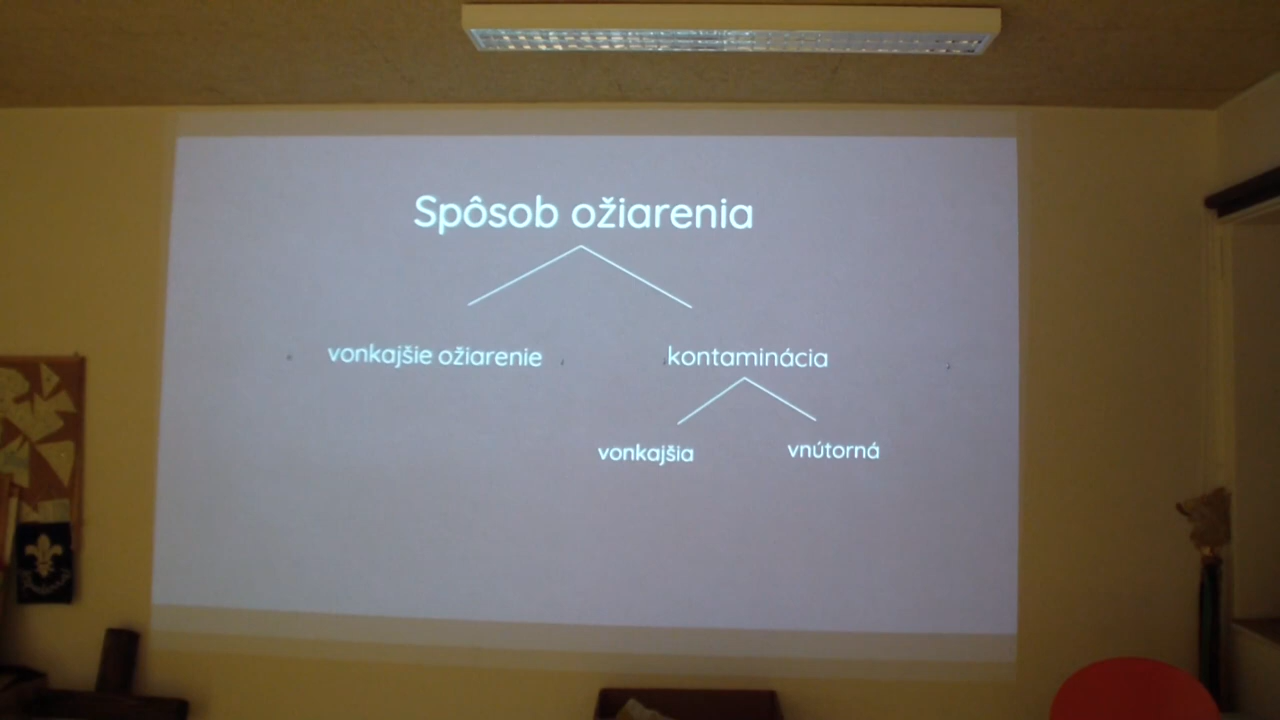 Spôsob ožiarenia
vonkajšie ožiarenie
kontaminácia
vonkajšia
vnútorná